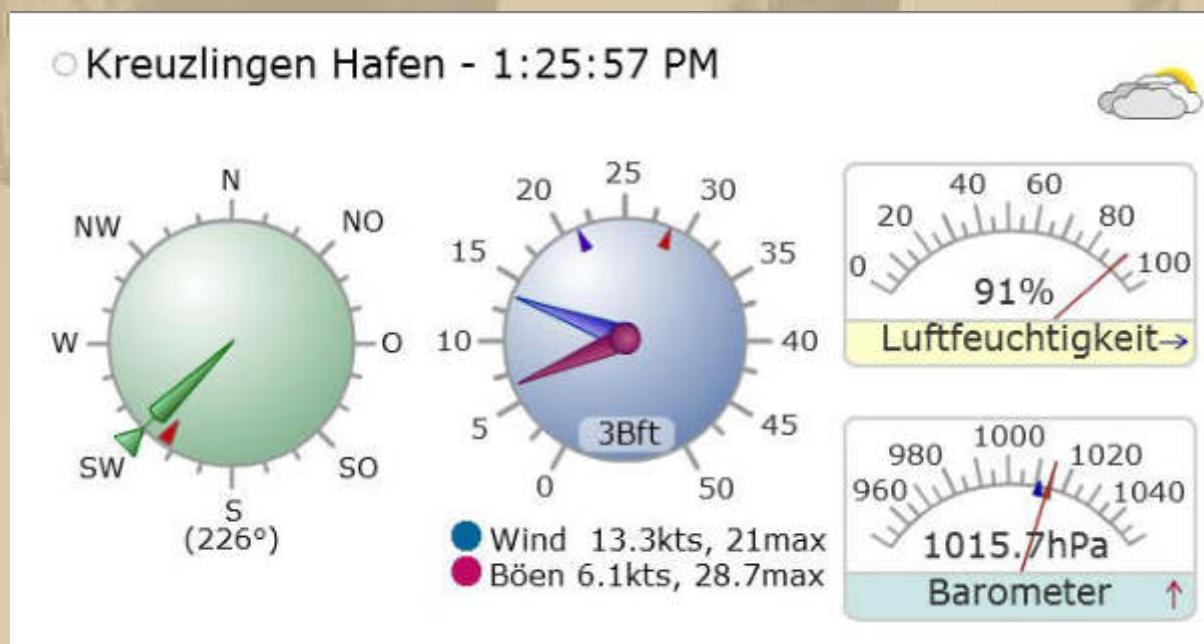 Kreuzlingen Hafen - 1:25:57 PM
N
NO
O
SO
S
SW
W
NW
(226°)
0
5
10
15
20
25
30
35
40
45
50
3Bft
Wind 13.3kts, 21max
Böen 6.1kts, 28.7max
0
20
40
60
80
100
91%
Luftfeuchtigkeit→
960
980
1000
1020
1040
1015.7hPa
Barometer ↑